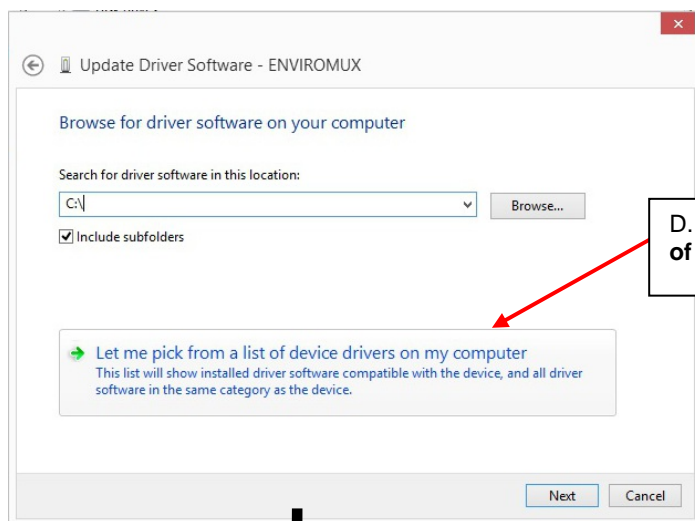 Update Driver Software - ENVIROMUX
Browse for driver software on your computer
Search for driver software in this location:
C:\
Browse...
Include subfolders
D.
of
Let me pick from a list of device drivers on my computer
This list will show installed driver software compatible with the device, and all driver
software in the same category as the device.
Next
Cancel